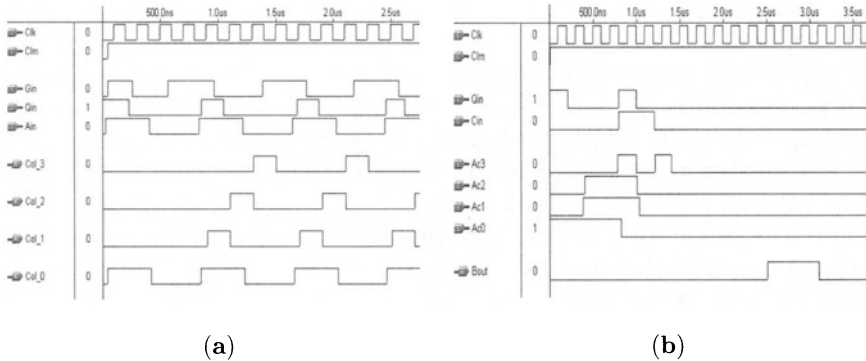 500.0ns 1.0us 1.5us 2.0us 2.5us
Clk 0
Clrn 0
Gin 0
Qin 1
Ain 0
Col_3 0
Col_2 0
Col_1 0
Col_0 0
(a)
500.0ns 1.0us 1.5us 2.0us 2.5us 3.0us 3.5us
Clk 0
Clrn 0
Qin 1
Cin 0
Ac3 0
Ac2 0
Ac1 0
Ac0 1
Bout 0
(b)